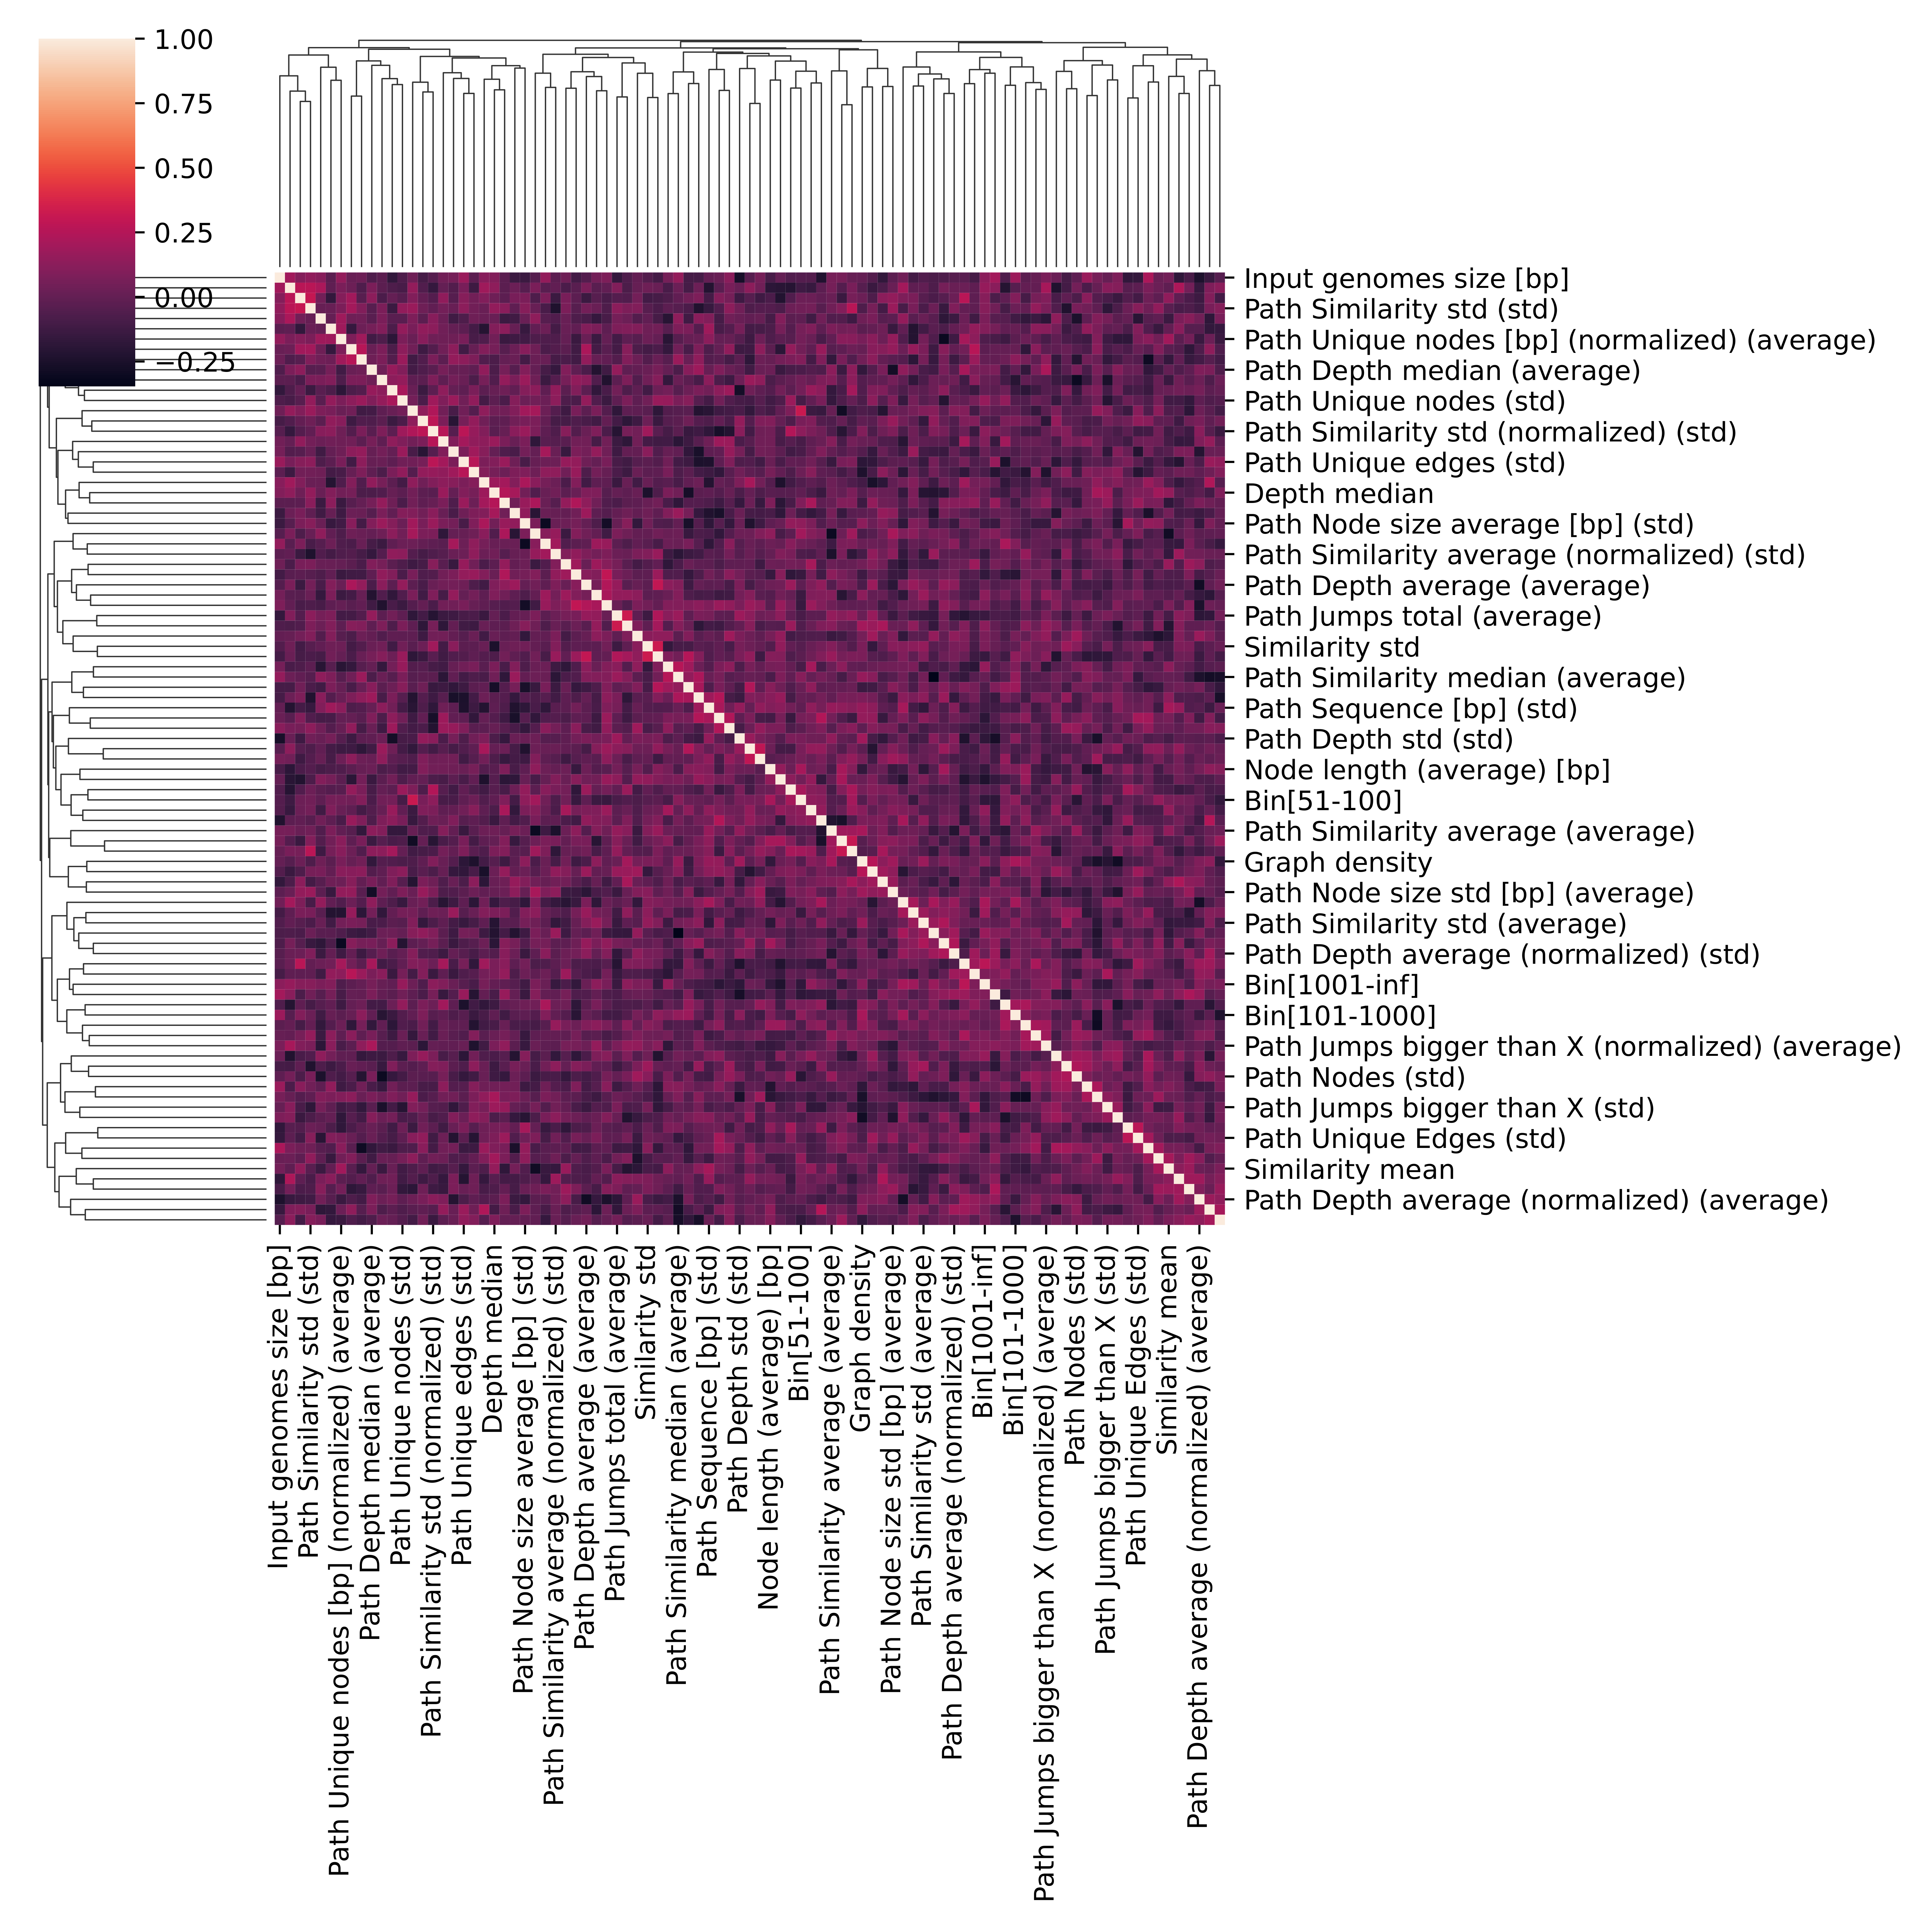 1.00
0.75
0.50
0.25
0.00
−0.25
Input genomes size [bp]
Path Similarity std (std)
Path Unique nodes [bp] (normalized) (average)
Path Depth median (average)
Path Unique nodes (std)
Path Similarity std (normalized) (std)
Path Unique edges (std)
Depth median
Path Node size average [bp] (std)
Path Similarity average (normalized) (std)
Path Depth average (average)
Path Jumps total (average)
Similarity std
Path Similarity median (average)
Path Sequence [bp] (std)
Path Depth std (std)
Node length (average) [bp]
Bin[51-100]
Path Similarity average (average)
Graph density
Path Node size std [bp] (average)
Path Similarity std (average)
Path Depth average (normalized) (std)
Bin[1001-inf]
Bin[101-1000]
Path Jumps bigger than X (normalized) (average)
Path Nodes (std)
Path Jumps bigger than X (std)
Path Unique Edges (std)
Similarity mean
Path Depth average (normalized) (average)
Input genomes size [bp]
Path Similarity std (std)
Path Unique nodes [bp] (normalized) (average)
Path Depth median (average)
Path Unique nodes (std)
Path Similarity std (normalized) (std)
Path Unique edges (std)
Depth median
Path Node size average [bp] (std)
Path Similarity average (normalized) (std)
Path Depth average (average)
Path Jumps total (average)
Similarity std
Path Similarity median (average)
Path Sequence [bp] (std)
Path Depth std (std)
Node length (average) [bp]
Bin[51-100]
Path Similarity average (average)
Graph density
Path Node size std [bp] (average)
Path Similarity std (average)
Path Depth average (normalized) (std)
Bin[1001-inf]
Bin[101-1000]
Path Jumps bigger than X (normalized) (average)
Path Nodes (std)
Path Jumps bigger than X (std)
Path Unique Edges (std)
Similarity mean
Path Depth average (normalized) (average)